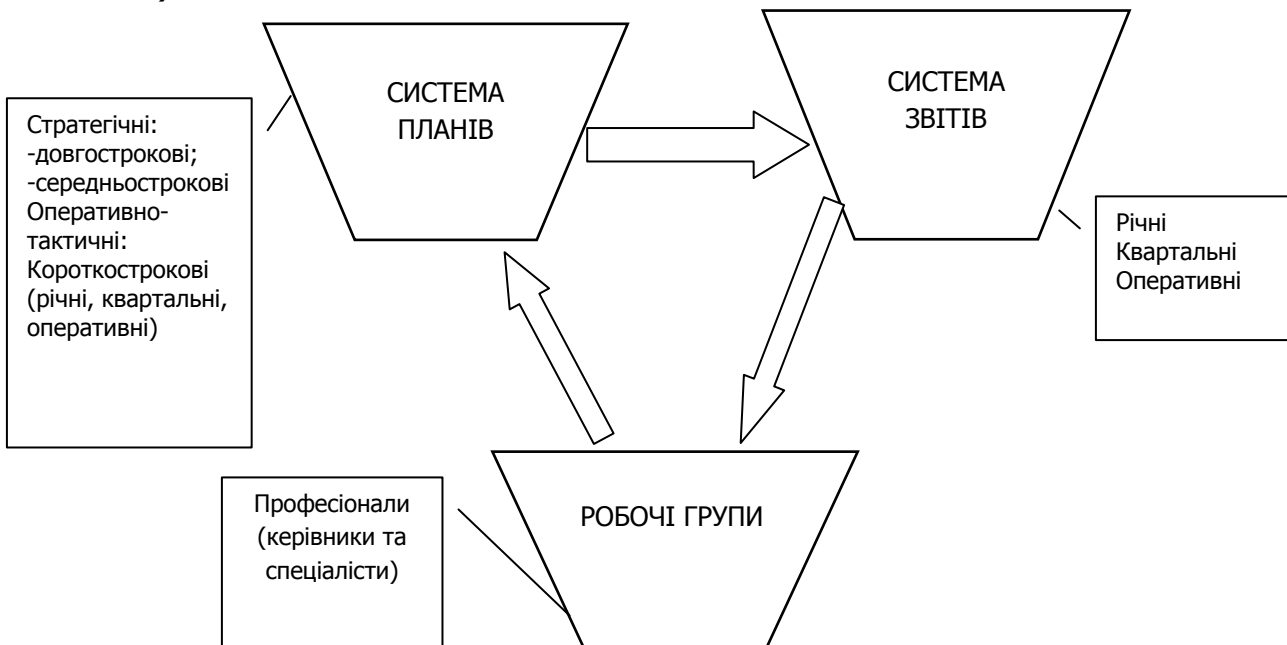 СИСТЕМА
ПЛАНІВ
СИСТЕМА
ЗВІТІВ
Стратегічні:
-довгострокові;
-середньострокові
Оперативно-
тактичні:
Короткострокові
(річні, квартальні,
оперативні)
Річні
Квартальні
Оперативні
Професіонали
(керівники та
спеціалісти)
РОБОЧІ ГРУПИ